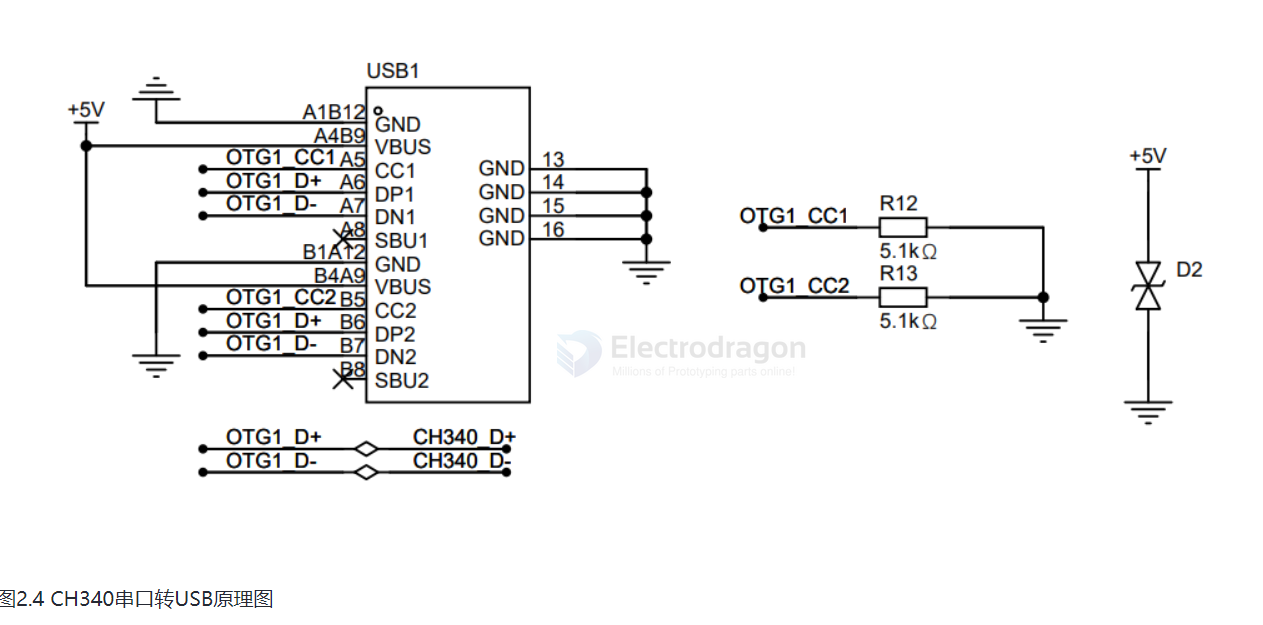 USB1
+5V
A1B12
GND
A4B9
VBUS
OTG1_CC1
A5
CC1
OTG1_D+
A6
DP1
OTG1_D-
A7
DN1
A8
SBU1
B1A12
GND
B4A9
VBUS
OTG1_CC2
B5
CC2
OTG1_D+
B6
DP2
OTG1_D-
B7
DN2
B8
SBU2
GND
13
GND
14
GND
15
GND
16
OTG1_D+
CH340_D+
OTG1_D-
CH340_D-
OTG1_CC1
R12
5.1kΩ
OTG1_CC2
R13
5.1kΩ
+5V
D2
Electrodragon
Millions of Prototyping parts online!
图2.4 CH340串口转USB原理图